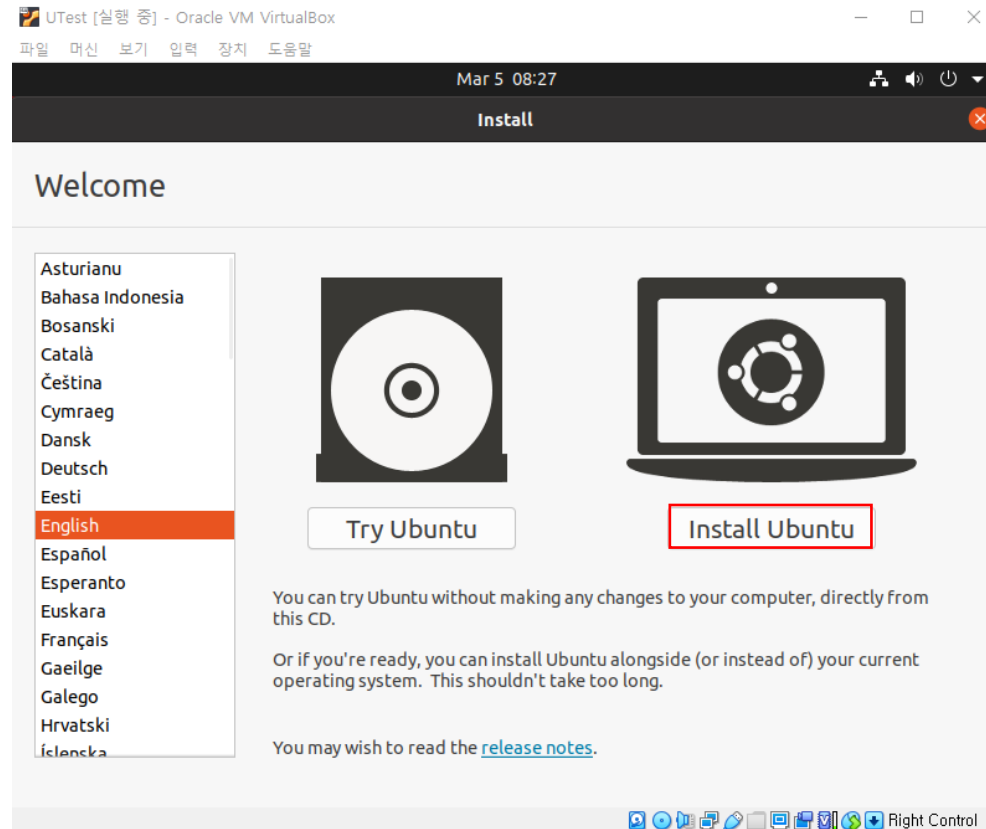 UTest [실행 중] - Oracle VM VirtualBox
파일 머신 보기 입력 장치 도움말
Mar 5 08:27
Install
Welcome
Asturianu
Bahasa Indonesia
Bosanski
Català
Čeština
Cymraeg
Dansk
Deutsch
Eesti
English
Español
Esperanto
Euskara
Français
Gaeilge
Galego
Hrvatski
Íslenska
Try Ubuntu
Install Ubuntu
You can try Ubuntu without making any changes to your computer, directly from
this CD.
Or if you're ready, you can install Ubuntu alongside (or instead of) your current
operating system. This shouldn't take too long.
You may wish to read the release notes.
Right Control